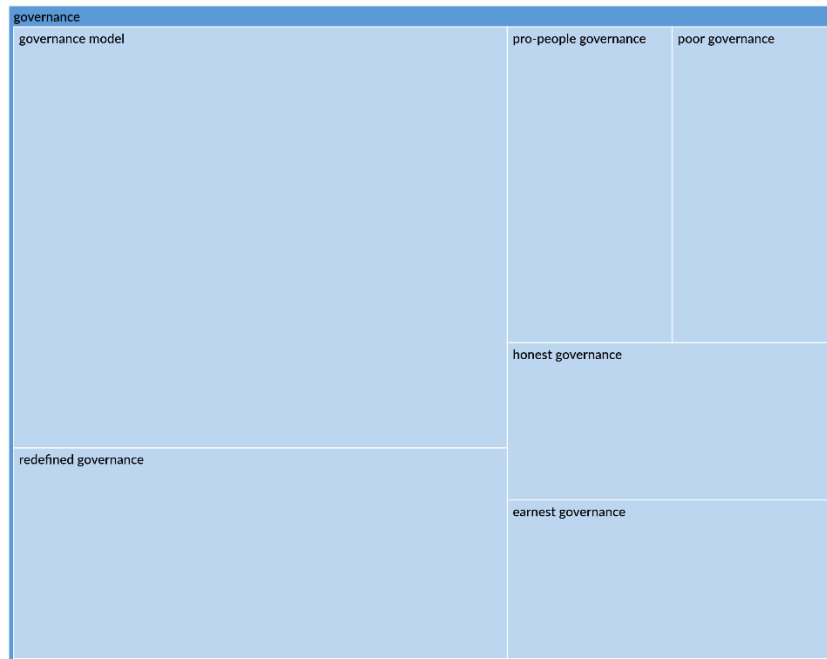 governance
governance model
pro-people governance
poor governance
honest governance
redefined governance
earnest governance